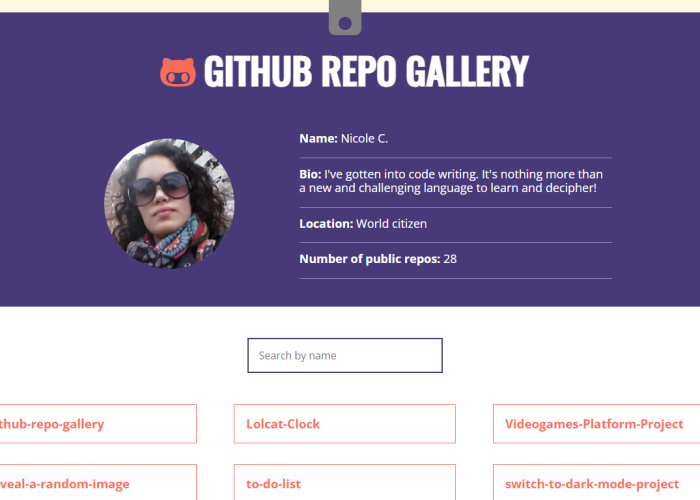 GITHUB REPO GALLERY
Name: Nicole C.
Bio: I've gotten into code writing. It's nothing more than
a new and challenging language to learn and decipher!
Location: World citizen
Number of public repos: 28
Search by name
thub-repo-gallery
Lolcat-Clock
Videogames-Platform-Project
veal-a-random-image
to-do-list
switch-to-dark-mode-project